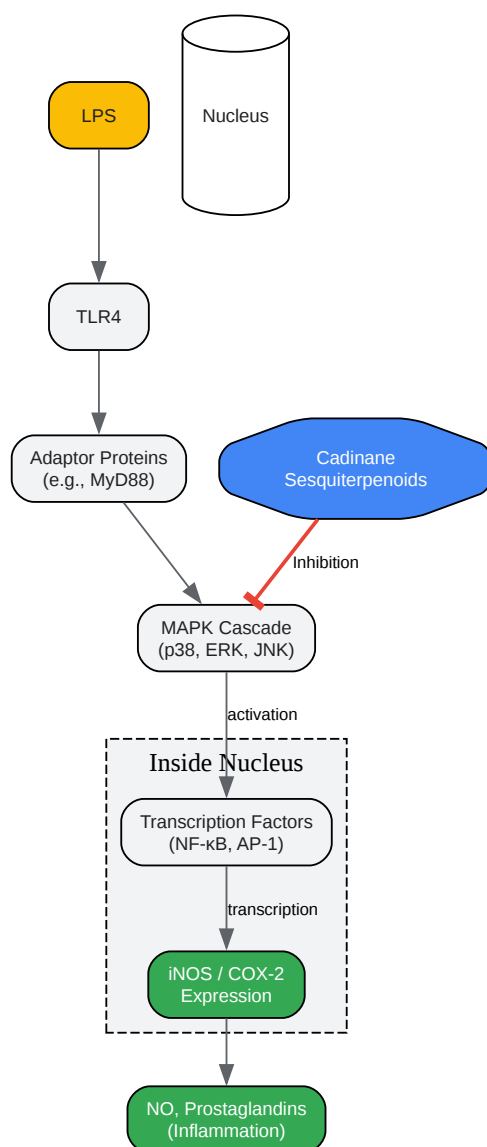 LPS
Nucleus
TLR4
Adaptor Proteins
(e.g., MyD88)
Cadinane
Sesquiterpenoids
Inhibition
MAPK Cascade
(p38, ERK, JNK)
activation
Inside Nucleus
Transcription Factors
(NF-κB, AP-1)
transcription
iNOS / COX-2
Expression
NO, Prostaglandins
(Inflammation)